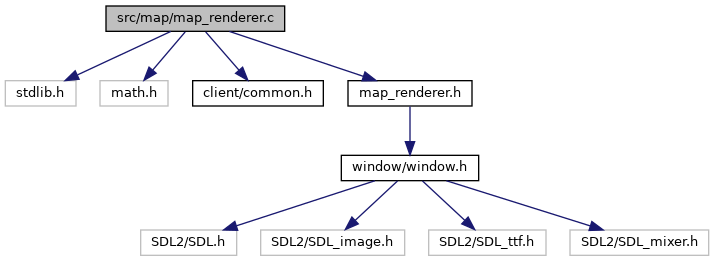 src/map/map_renderer.c
stdlib.h
math.h
client/common.h
map_renderer.h
window/window.h
SDL2/SDL.h
SDL2/SDL_image.h
SDL2/SDL_ttf.h
SDL2/SDL_mixer.h